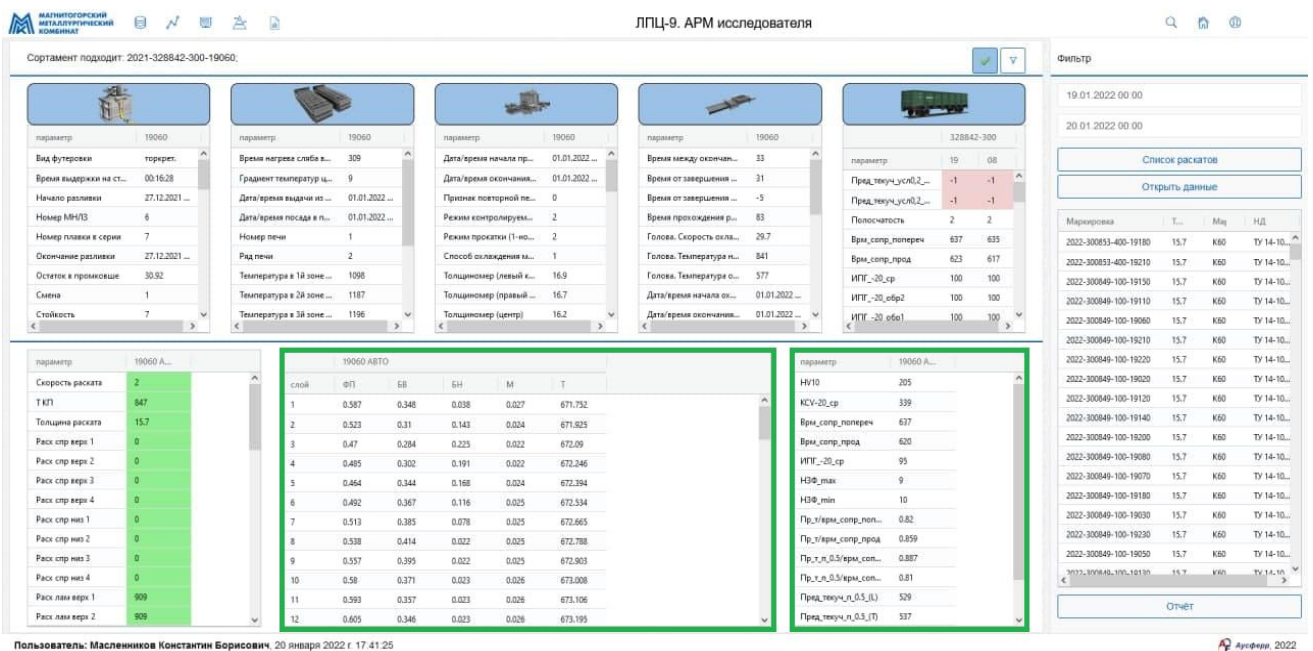 МАГНИТОГОРСКИЙ
МЕТАЛЛУРГИЧЕСКИЙ
КОМБИНАТ
ЛПЦ-9. АРМ исследователя
Сортамент подходит: 2021-328842-300-19060;
параметр 19060
Вид футеровки торкрет.
Время выдержки на ст... 00:16:28
Начало разливки 27.12.2021 ...
Номер МНЛЗ 6
Номер плавки в серии 7
Окончание разливки 27.12.2021 ...
Остаток в промковше 30.92
Смена 1
Стойкость 7
параметр 19060
Время нагрева сляба в... 309
Градиент температур ц... 9
Дата/время выдачи из ... 01.01.2022 ...
Дата/время посада в п... 01.01.2022 ...
Номер печи 1
Ряд печи 2
Температура в 1й зоне ... 1098
Температура в 2й зоне ... 1187
Температура в 3й зоне ... 1196
параметр 19060
Дата/время начала пр... 01.01.2022 ...
Дата/время окончания... 01.01.2022 ...
Признак повторной пе... 0
Режим контролируем... 2
Режим прокатки (1-но... 2
Способ охлаждения м... 1
Толщиномер (левый к... 16.9
Толщиномер (правый ... 16.7
Толщиномер (центр) 16.2
параметр 19060
Время между окончан... 33
Время от завершения ... 31
Время от завершения ... -5
Время прохождения р... 83
Голова. Скорость охла... 29.7
Голова. Температура н... 841
Голова. Температура о... 577
Дата/время начала ох... 01.01.2022 ...
Дата/время окончания... 01.01.2022 ...
328842-300
параметр 19 08
Пред_текуч_усл0,2_... -1 -1
Пред_текуч_усл0,2_... -1 -1
Полосчатость 2 2
Врм_сопр_попереч 637 635
Врм_сопр_прод 623 617
ИПГ_-20_ср 100 100
ИПГ_-20_обр2 100 100
ИПГ_-20_обр1 100 100
параметр 19060 А...
Скорость раската 2
Т КП 847
Толщина раската 15.7
Расх спр верх 1 0
Расх спр верх 2 0
Расх спр верх 3 0
Расх спр верх 4 0
Расх спр низ 1 0
Расх спр низ 2 0
Расх спр низ 3 0
Расх спр низ 4 0
Расх лам верх 1 909
Расх лам верх 2 909
19060 АВТО
слой ФП БВ БН М Т
1 0.587 0.348 0.038 0.027 671.752
2 0.523 0.31 0.143 0.024 671.925
3 0.47 0.284 0.225 0.022 672.09
4 0.485 0.302 0.191 0.022 672.246
5 0.464 0.344 0.168 0.024 672.394
6 0.492 0.367 0.116 0.025 672.534
7 0.513 0.385 0.078 0.025 672.665
8 0.538 0.414 0.022 0.025 672.788
9 0.557 0.395 0.022 0.025 672.903
10 0.58 0.371 0.023 0.026 673.008
11 0.593 0.357 0.023 0.026 673.106
12 0.605 0.346 0.023 0.026 673.195
параметр 19060 А...
HV10 205
KCV-20_ср 339
Врм_сопр_попереч 637
Врм_сопр_прод 620
ИПГ_-20_ср 95
НЗФ_max 9
НЗФ_min 10
Пр_т/врм_сопр_поп... 0.82
Пр_т/врм_сопр_прод 0.859
Пр_т_п_0.5/врм_соп... 0.887
Пр_т_п_0.5/врм_соп... 0.81
Пред_текуч_п_0.5_(L) 529
Пред_текуч_п_0.5_(T) 537
Фильтр
19.01.2022 00:00
20.01.2022 00:00
Список раскатов
Открыть данные
Маркировка Т... Мар НД
2022-300853-400-19180 15.7 К60 ТУ 14-10...
2022-300853-400-19210 15.7 К60 ТУ 14-10...
2022-300849-100-19150 15.7 К60 ТУ 14-10...
2022-300849-100-19110 15.7 К60 ТУ 14-10...
2022-300849-100-19060 15.7 К60 ТУ 14-10...
2022-300849-100-19210 15.7 К60 ТУ 14-10...
2022-300849-100-19220 15.7 К60 ТУ 14-10...
2022-300849-100-19020 15.7 К60 ТУ 14-10...
2022-300849-100-19120 15.7 К60 ТУ 14-10...
2022-300849-100-19140 15.7 К60 ТУ 14-10...
2022-300849-100-19200 15.7 К60 ТУ 14-10...
2022-300849-100-19080 15.7 К60 ТУ 14-10...
2022-300849-100-19070 15.7 К60 ТУ 14-10...
2022-300849-100-19180 15.7 К60 ТУ 14-10...
2022-300849-100-19030 15.7 К60 ТУ 14-10...
2022-300849-100-19230 15.7 К60 ТУ 14-10...
2022-300849-100-19050 15.7 К60 ТУ 14-10...
2022-300849-100-19130 15.7 К60 ТУ 14-10...
Отчёт
Пользователь: Масленников Константин Борисович, 20 января 2022 г. 17:41:25
Аусферр, 2022